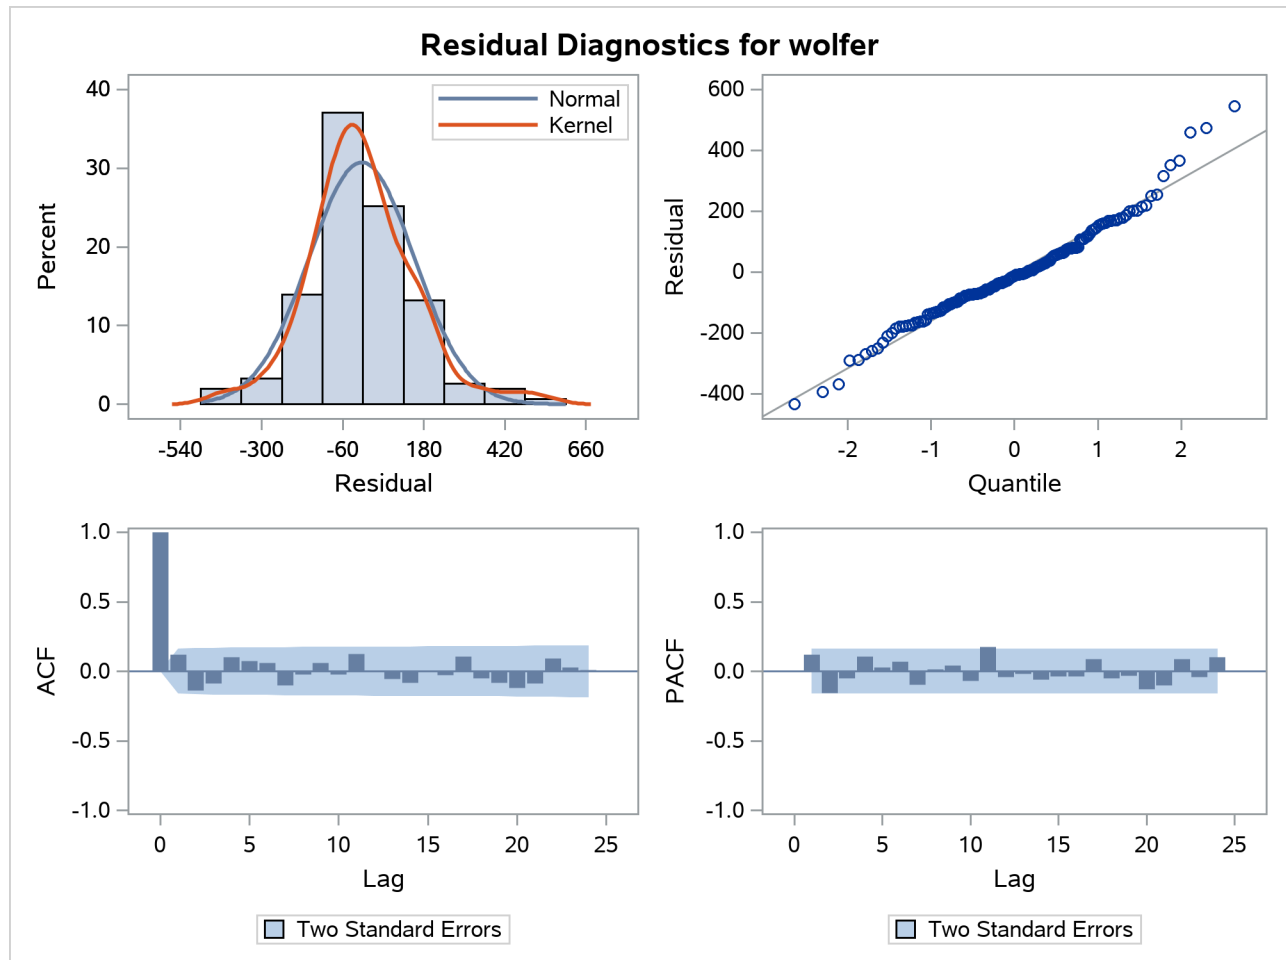 Residual Diagnostics for wolfer
40
30
20
10
0
Percent
Normal
Kernel
-540 -300 -60 180 420 660
Residual
600
400
200
0
-200
-400
Residual
-2 -1 0 1 2
Quantile
1.0
0.5
0.0
-0.5
-1.0
ACF
0 5 10 15 20 25
Lag
Two Standard Errors
1.0
0.5
0.0
-0.5
-1.0
PACF
0 5 10 15 20 25
Lag
Two Standard Errors